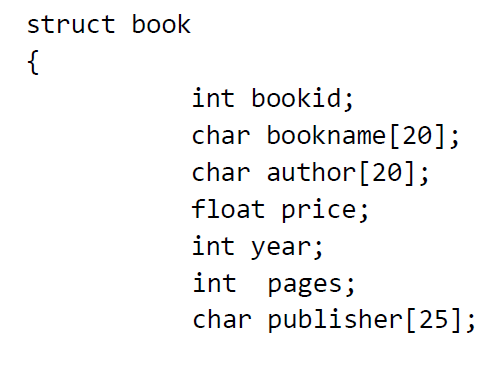 struct book
{
int bookid;
char bookname[20];
char author[20];
float price;
int year;
int  pages;
char publisher[25];